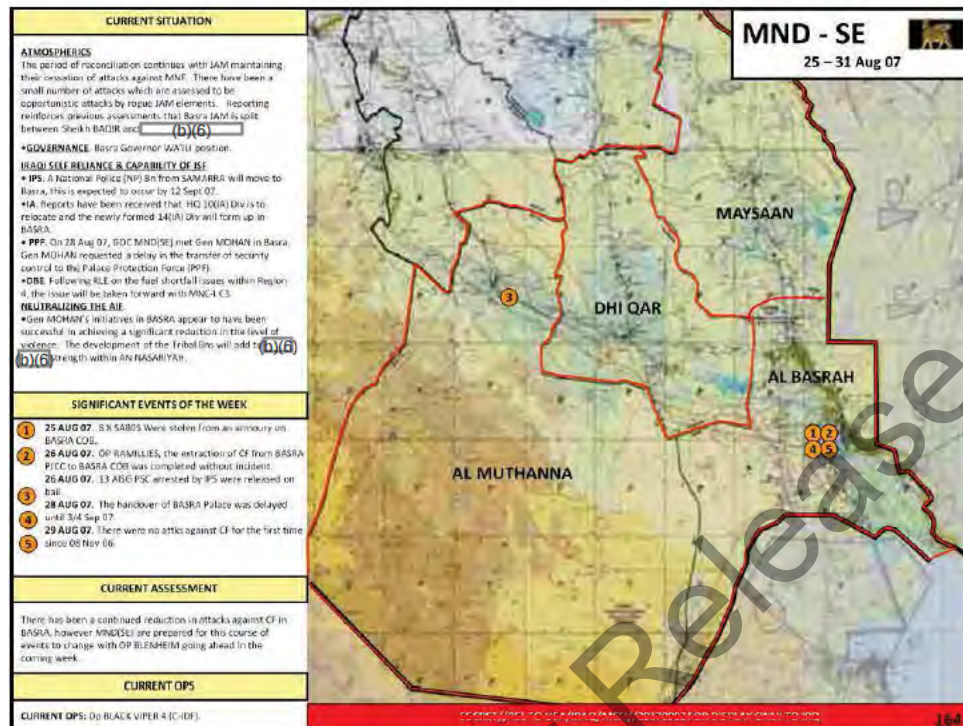 CURRENT SITUATION
ATMOSPHERICS
The period of reconciliation continues with JAM maintaining
their cessation of attacks against MNF. There have been a
small number of attacks which are assessed to be
opportunistic attacks by rogue JAM elements. Reporting
reinforces previous assessments that Basra JAM is split
between Sheikh BAQIR and (b)(6)
•GOVERNANCE. Basra Governor WA'ILI position.
IRAQI SELF RELIANCE & CAPABILITY OF ISF
• IPS. A National Police (NP) Bn from SAMARRA will move to
Basra, this is expected to occur by 12 Sept 07.
•IA. Reports have been received that HQ 10(IA) Div is to
relocate and the newly formed 14(IA) Div will form up in
BASRA.
• PPF. On 28 Aug 07, GOC MND(SE) met Gen MOHAN in Basra.
Gen MOHAN requested a delay in the transfer of security
control to the Palace Protection Force (PPF)
•DBE. Following KLE on the fuel shortfall issues within Region
4, the issue will be taken forward with MNC-I C3.
NEUTRALIZING THE AIF
•Gen MOHAN's initiatives in BASRA appear to have been
successful in achieving a significant reduction in the level of
violence. The development of the Tribal Bns will add to (b)(6)
(b)(6) strength within AN NASARIYAH.
SIGNIFICANT EVENTS OF THE WEEK
1 25 AUG 07. 8 X SA80S Were stolen from an armoury on
BASRA COB.
2 26 AUG 07. OP RAMILLIES, the extraction of CF from BASRA
PJCC to BASRA COB was completed without incident.
26 AUG 07. 13 AISG PSC arrested by IPS were released on
3 bail.
28 AUG 07. The handover of BASRA Palace was delayed
4 until 3/4 Sep 07.
29 AUG 07. There were no attks against CF for the first time
5 since 08 Nov 06.
CURRENT ASSESSMENT
There has been a continued reduction in attacks against CF in
BASRA, however MND(SE) are prepared for this course of
events to change with OP BLENHEIM going ahead in the
coming week.
CURRENT OPS
CURRENT OPS: Op BLACK VIPER 4 (C-IDF).
MND - SE
25 – 31 Aug 07
MAYSAAN
3
DHI QAR
AL BASRAH
1 2
4 5
AL MUTHANNA
Release
164